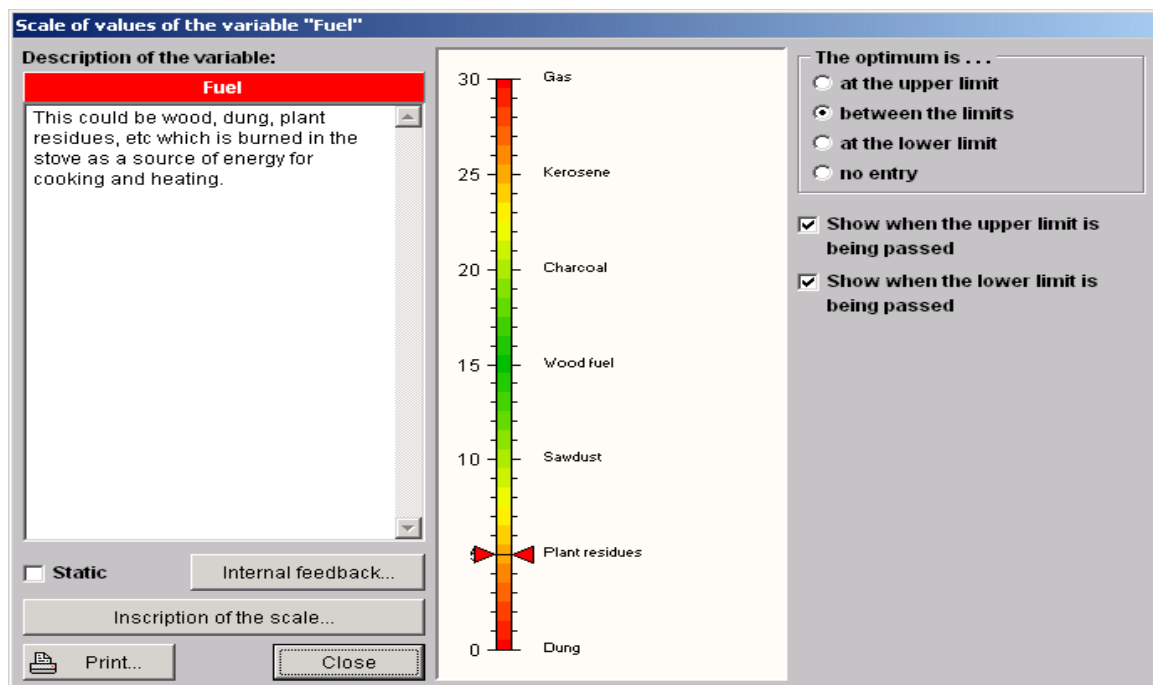 Scale of values of the variable "Fuel"
Description of the variable:
Fuel
This could be wood, dung, plant
residues, etc which is burned in the
stove as a source of energy for
cooking and heating.
Static
Internal feedback...
Inscription of the scale...
Print...
Close
30 Gas
25 Kerosene
20 Charcoal
15 Wood fuel
10 Sawdust
Plant residues
0 Dung
The optimum is . . .
at the upper limit
between the limits
at the lower limit
no entry
Show when the upper limit is
being passed
Show when the lower limit is
being passed